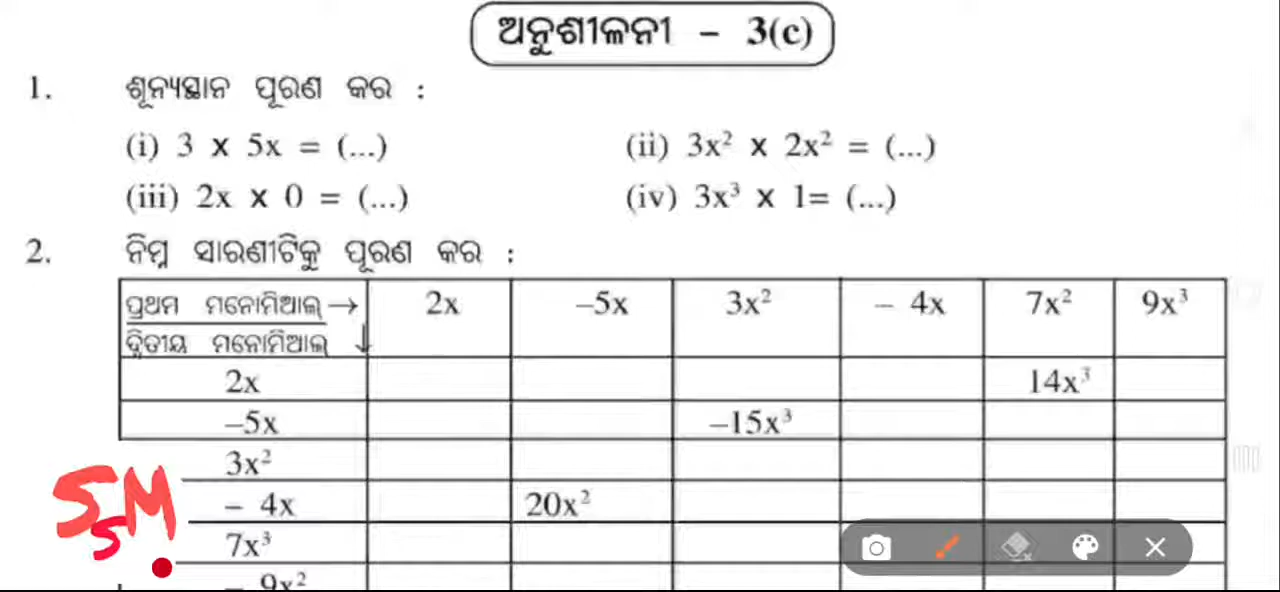 ଅନୁଶୀଳନୀ – 3(c)
1. ଶୂନ୍ୟସ୍ଥାନ ପୂରଣ କର :
(i) 3 x 5x = (...) (ii) 3x² x 2x² = (...)
(iii) 2x x 0 = (...) (iv) 3x³ x 1= (...)
2. ନିମ୍ନ ସାରଣୀଟିକୁ ପୂରଣ କର :
ପ୍ରଥମ ମନୋମିଆଲ୍ → 2x –5x 3x² – 4x 7x² 9x³
ଦ୍ୱିତୀୟ ମନୋମିଆଲ୍ ↓
2x 14x³
–5x –15x³
3x²
– 4x 20x²
7x³
– 9x²
SSM